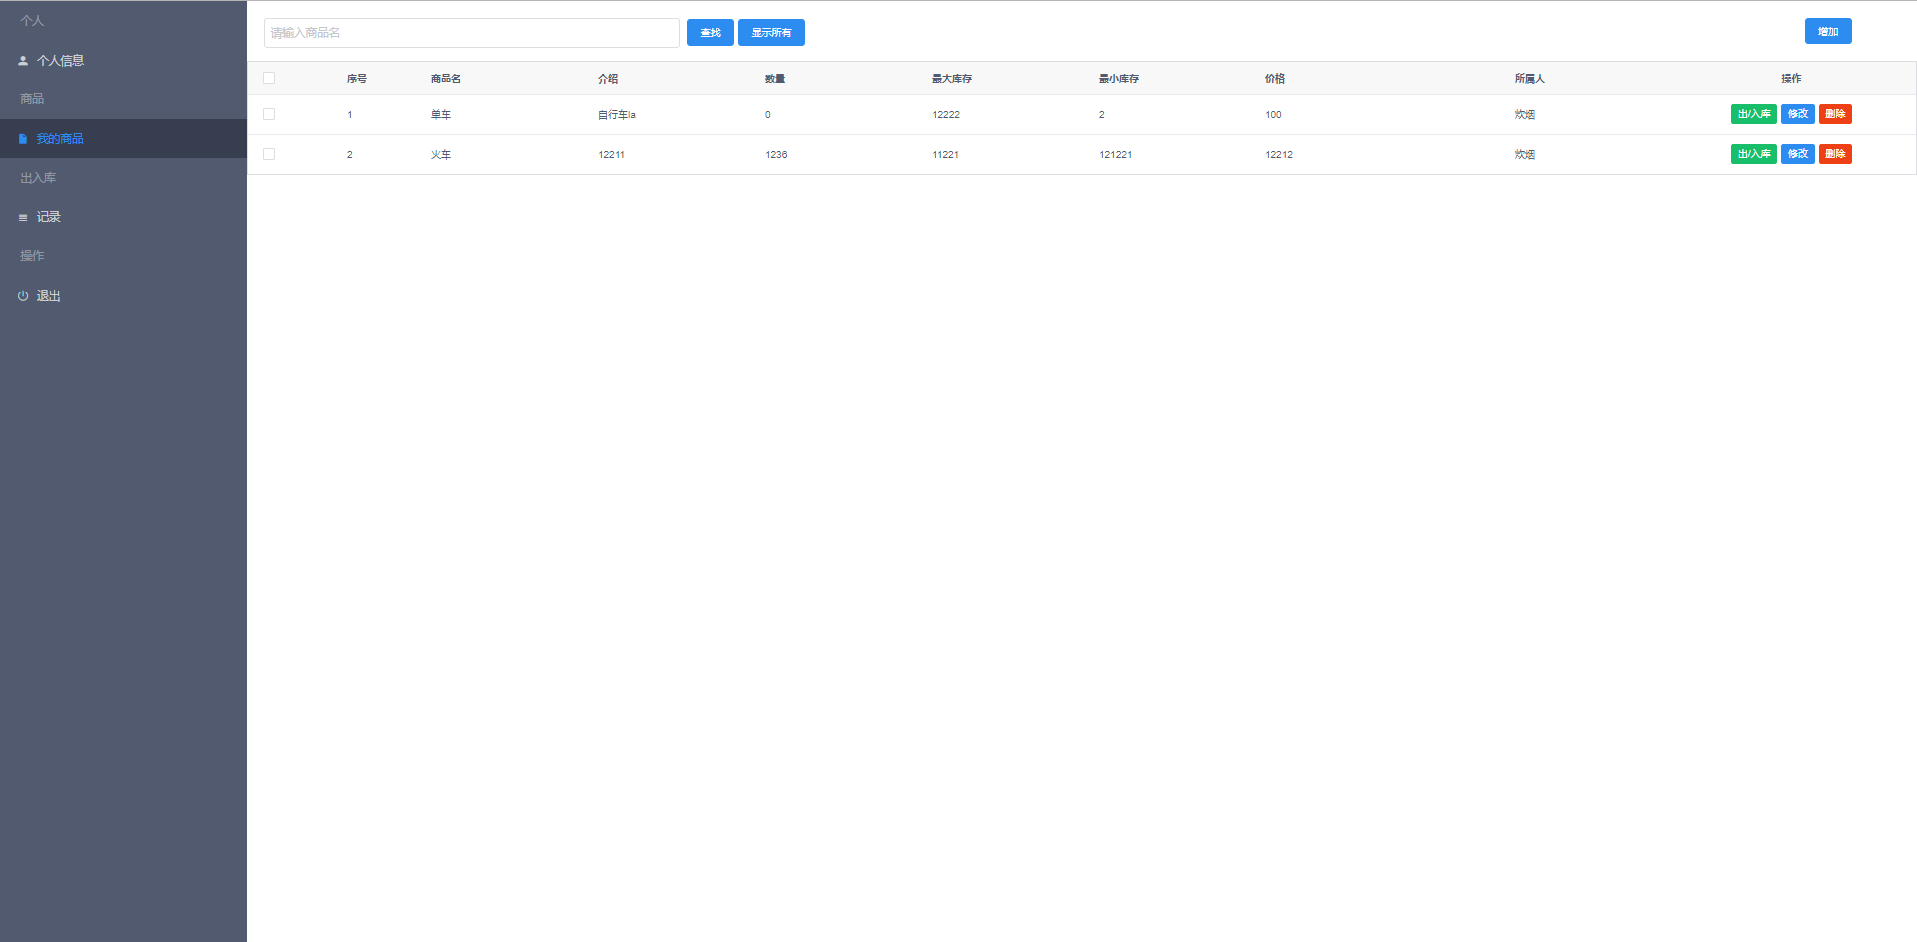 个人
个人信息
商品
我的商品
出入库
记录
操作
退出
请输入商品名 查找 显示所有 增加
序号 商品名 介绍 数量 最大库存 最小库存 价格 所属人 操作
1 单车 自行车la 0 12222 2 100 炊烟 出/入库 修改 删除
2 火车 12211 1236 11221 121221 12212 炊烟 出/入库 修改 删除